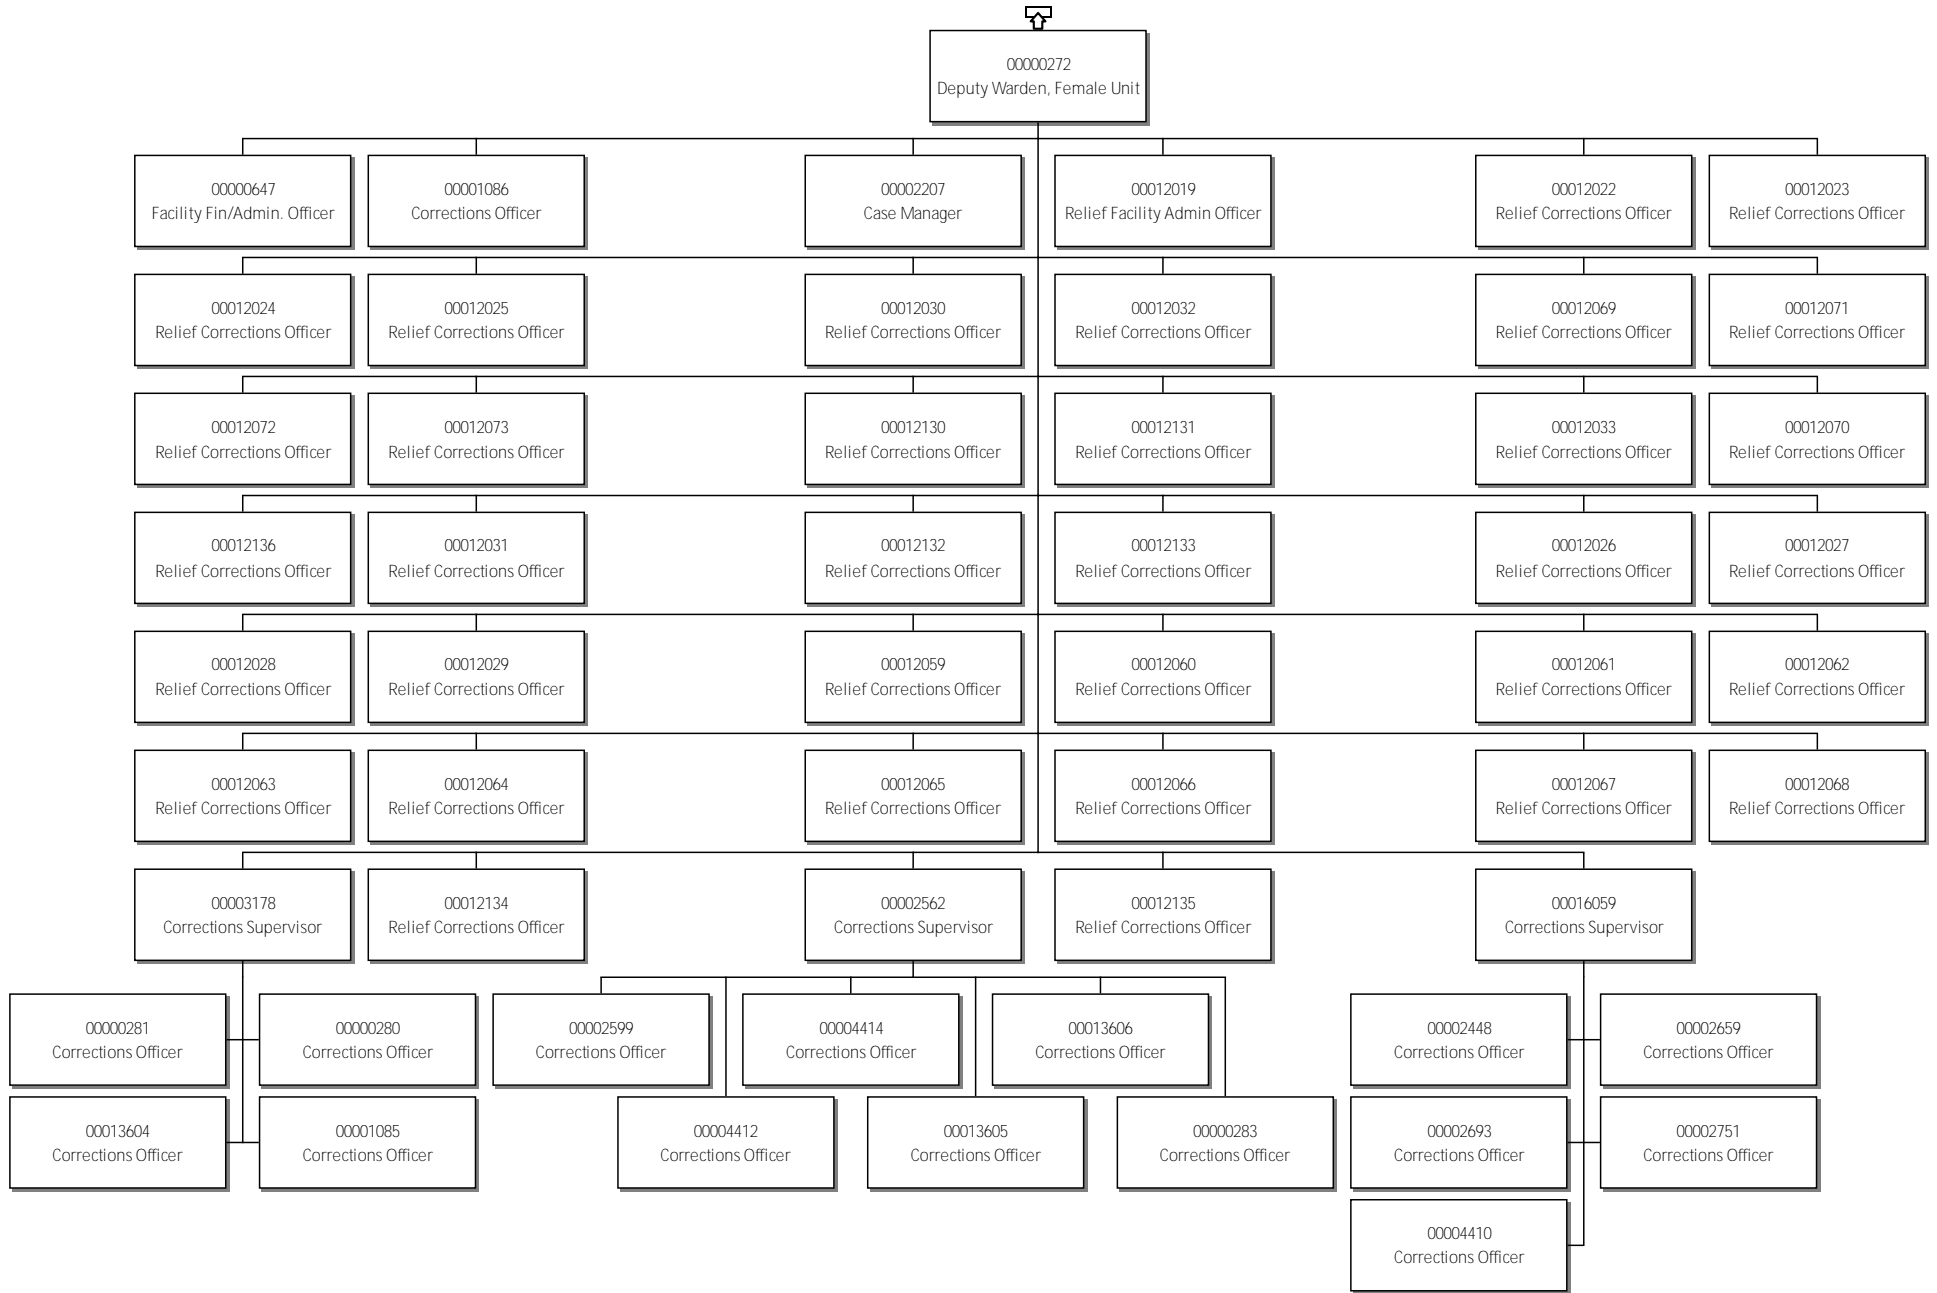 00000272
Deputy Warden, Female Unit
00000647
Facility Fin/Admin. Officer
00001086
Corrections Officer
00002207
Case Manager
00012019
Relief Facility Admin Officer
00012022
Relief Corrections Officer
00012023
Relief Corrections Officer
00012024
Relief Corrections Officer
00012025
Relief Corrections Officer
00012030
Relief Corrections Officer
00012032
Relief Corrections Officer
00012069
Relief Corrections Officer
00012071
Relief Corrections Officer
00012072
Relief Corrections Officer
00012073
Relief Corrections Officer
00012130
Relief Corrections Officer
00012131
Relief Corrections Officer
00012033
Relief Corrections Officer
00012070
Relief Corrections Officer
00012136
Relief Corrections Officer
00012031
Relief Corrections Officer
00012132
Relief Corrections Officer
00012133
Relief Corrections Officer
00012026
Relief Corrections Officer
00012027
Relief Corrections Officer
00012028
Relief Corrections Officer
00012029
Relief Corrections Officer
00012059
Relief Corrections Officer
00012060
Relief Corrections Officer
00012061
Relief Corrections Officer
00012062
Relief Corrections Officer
00012063
Relief Corrections Officer
00012064
Relief Corrections Officer
00012065
Relief Corrections Officer
00012066
Relief Corrections Officer
00012067
Relief Corrections Officer
00012068
Relief Corrections Officer
00003178
Corrections Supervisor
00012134
Relief Corrections Officer
00002562
Corrections Supervisor
00012135
Relief Corrections Officer
00016059
Corrections Supervisor
00000281
Corrections Officer
00000280
Corrections Officer
00002599
Corrections Officer
00004414
Corrections Officer
00013606
Corrections Officer
00002448
Corrections Officer
00002659
Corrections Officer
00013604
Corrections Officer
00001085
Corrections Officer
00004412
Corrections Officer
00013605
Corrections Officer
00000283
Corrections Officer
00002693
Corrections Officer
00002751
Corrections Officer
00004410
Corrections Officer